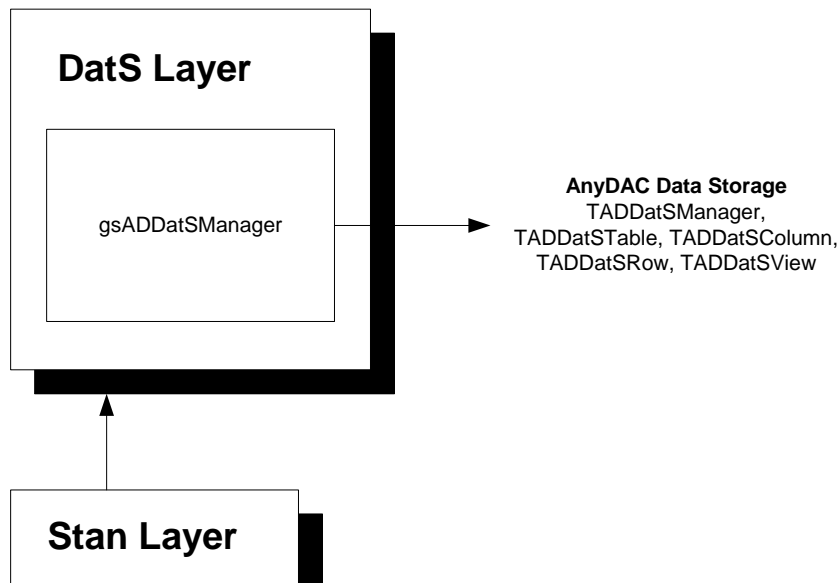 DatS Layer
gsADDatSManager
AnyDAC Data Storage
TADDatSManager,
TADDatSTable, TADDatSColumn,
TADDatSRow, TADDatSView
Stan Layer